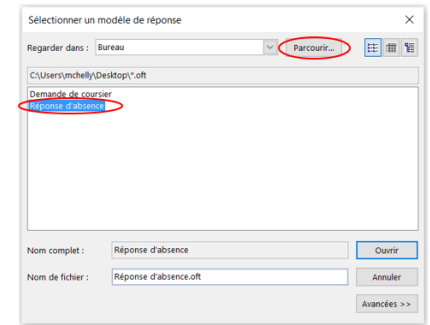 Sélectionner un modèle de réponse
Regarder dans : Bureau Parcourir...
C:\Users\mchelly\Desktop\*.oft
Demande de coursier
Réponse d'absence
Nom complet : Réponse d'absence Ouvrir
Nom de fichier : Réponse d'absence.oft Annuler
Avancées >>